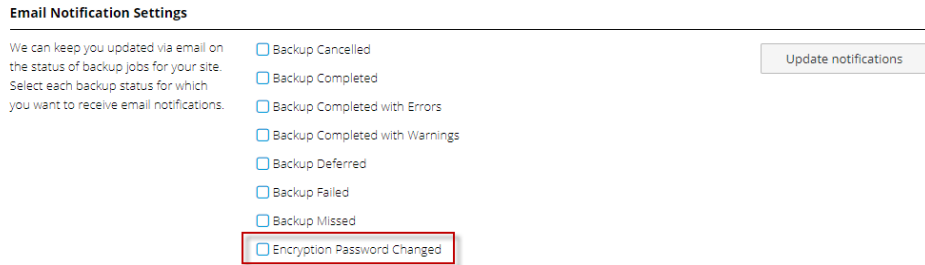 Email Notification Settings
We can keep you updated via email on
the status of backup jobs for your site.
Select each backup status for which
you want to receive email notifications.
Backup Cancelled
Backup Completed
Backup Completed with Errors
Backup Completed with Warnings
Backup Deferred
Backup Failed
Backup Missed
Encryption Password Changed
Update notifications